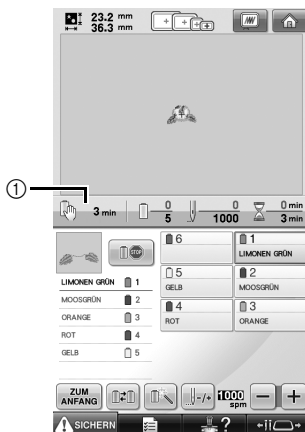 23.2 mm
36.3 mm
①
3 min
0
5
0
1000
0 min
3 min
STOP
LIMONEN GRÜN 1
MOOSGRÜN 2
ORANGE 3
ROT 4
GELB 5
6
1
LIMONEN GRÜN
5
GELB
2
MOOSGRÜN
4
ROT
3
ORANGE
ZUM
ANFANG
-/+
1000
spm
− +
SICHERN
?